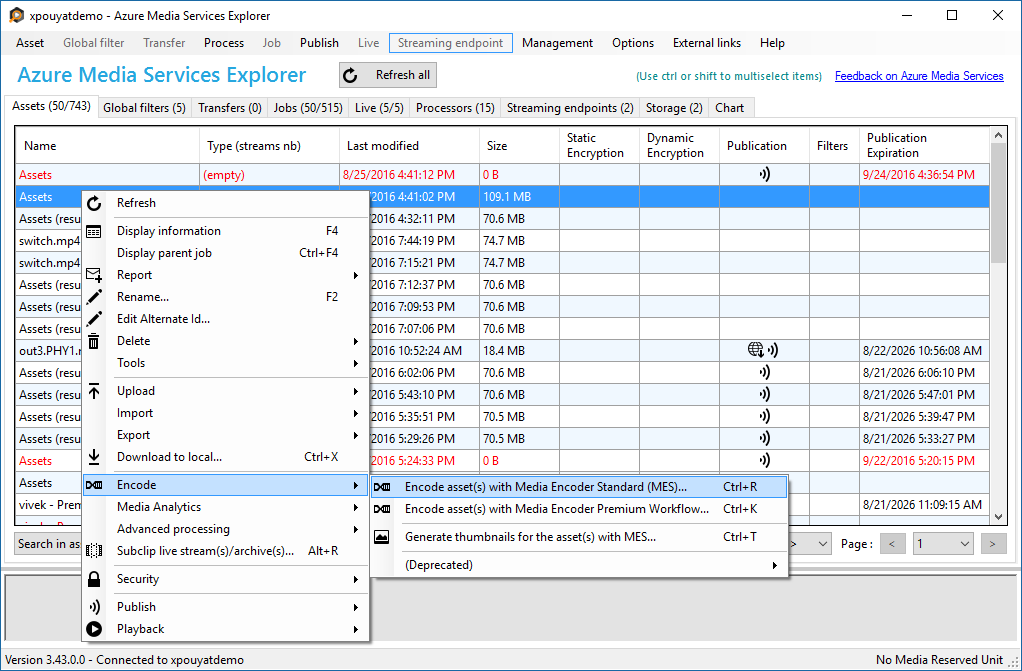 xpouyatdemo - Azure Media Services Explorer
Asset Global filter Transfer Process Job Publish Live Streaming endpoint Management Options External links Help
Azure Media Services Explorer Refresh all (Use ctrl or shift to multiselect items) Feedback on Azure Media Services
Assets (50/743) Global filters (5) Transfers (0) Jobs (50/515) Live (5/5) Processors (15) Streaming endpoints (2) Storage (2) Chart
Name Type (streams nb) Last modified Size Static Encryption Dynamic Encryption Publication Filters Publication Expiration
Assets (empty) 8/25/2016 4:41:12 PM 0 B 9/24/2016 4:36:54 PM
Assets 2016 4:41:02 PM 109.1 MB
Assets (resu 2016 4:32:11 PM 70.6 MB
switch.mp4 2016 7:44:19 PM 74.7 MB
switch.mp4 2016 7:15:21 PM 74.7 MB
Assets (resu 2016 7:12:37 PM 70.6 MB
Assets (resu 2016 7:09:53 PM 70.6 MB
Assets (resu 2016 7:07:06 PM 70.6 MB
out3.PHY1. 2016 10:52:24 AM 18.4 MB 8/22/2026 10:56:08 AM
Assets (resu 2016 6:02:06 PM 70.6 MB 8/21/2026 6:06:10 PM
Assets (resu 2016 5:43:10 PM 70.6 MB 8/21/2026 5:47:01 PM
Assets (resu 2016 5:35:51 PM 70.5 MB 8/21/2026 5:39:47 PM
Assets (resu 2016 5:29:26 PM 70.5 MB 8/21/2026 5:33:27 PM
Assets 2016 5:24:33 PM 0 B 9/22/2016 5:20:15 PM
Assets
vivek - Prem 8/21/2026 11:09:15 AM
Search in as Page: < 1 >
Refresh
Display information F4
Display parent job Ctrl+F4
Report
Rename... F2
Edit Alternate Id...
Delete
Tools
Upload
Import
Export
Download to local... Ctrl+X
Encode
Media Analytics
Advanced processing
Subclip live stream(s)/archive(s)... Alt+R
Security
Publish
Playback
Encode asset(s) with Media Encoder Standard (MES)... Ctrl+R
Encode asset(s) with Media Encoder Premium Workflow... Ctrl+K
Generate thumbnails for the asset(s) with MES... Ctrl+T
(Deprecated)
Version 3.43.0.0 - Connected to xpouyatdemo No Media Reserved Unit